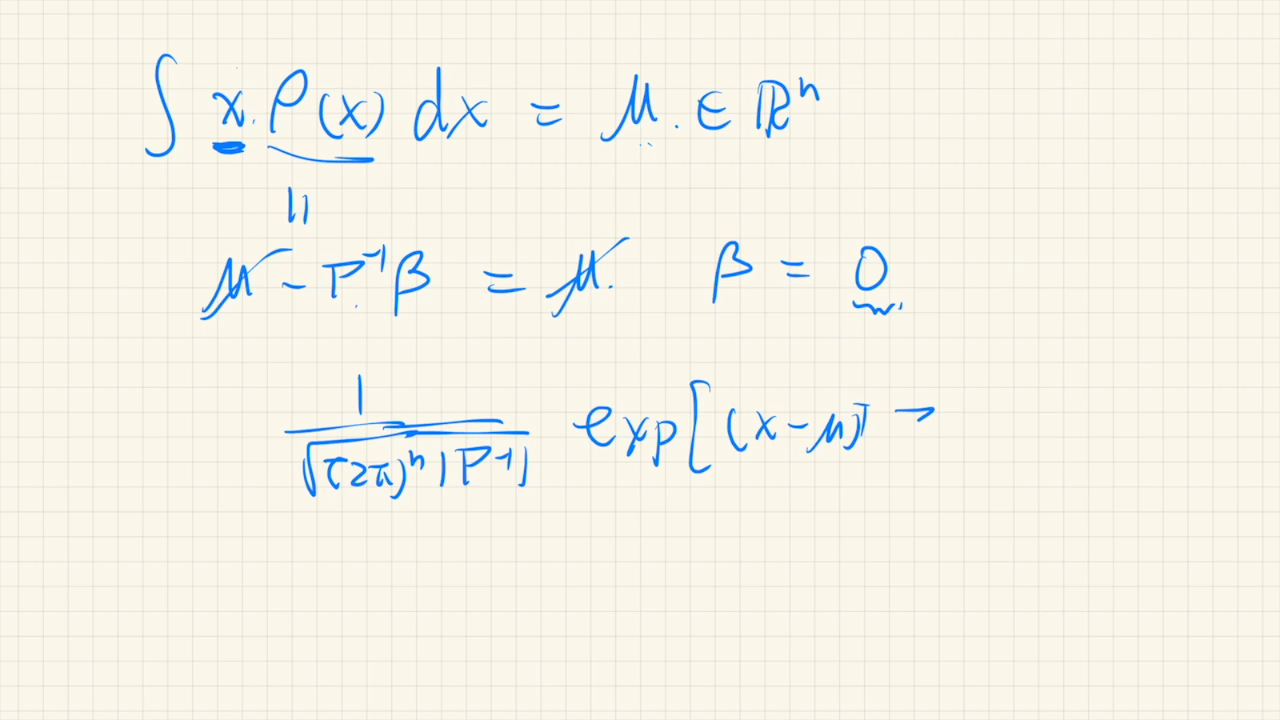 ∫ x. ρ(x) dx = μ. ∈ ℝⁿ
||
μ - P⁻¹β = μ. β = 0
1/√((2π)ⁿ|P⁻¹|) exp[(x-μ)ᵀ